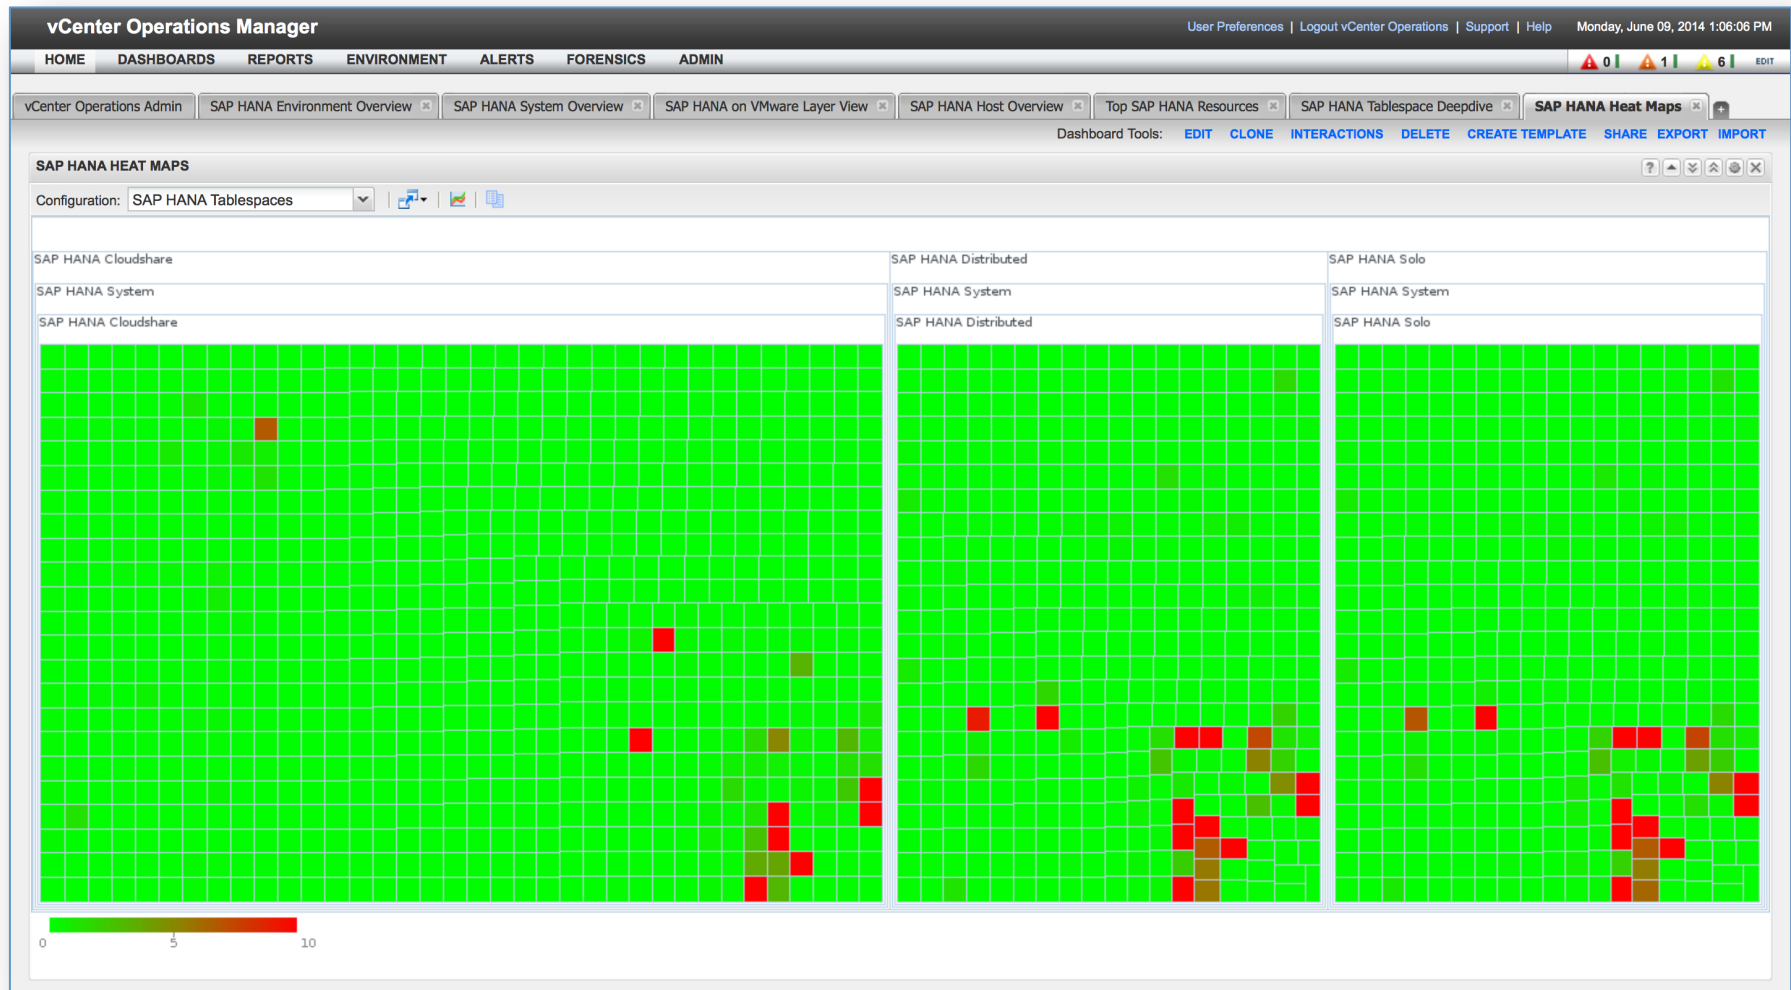 vCenter Operations Manager
User Preferences | Logout vCenter Operations | Support | Help Monday, June 09, 2014 1:06:06 PM
HOME DASHBOARDS REPORTS ENVIRONMENT ALERTS FORENSICS ADMIN
0 1 6 EDIT
vCenter Operations Admin SAP HANA Environment Overview SAP HANA System Overview SAP HANA on VMware Layer View SAP HANA Host Overview Top SAP HANA Resources SAP HANA Tablespace Deepdive SAP HANA Heat Maps
Dashboard Tools: EDIT CLONE INTERACTIONS DELETE CREATE TEMPLATE SHARE EXPORT IMPORT
SAP HANA HEAT MAPS
Configuration: SAP HANA Tablespaces
SAP HANA Cloudshare SAP HANA Distributed SAP HANA Solo
SAP HANA System SAP HANA System SAP HANA System
SAP HANA Cloudshare SAP HANA Distributed SAP HANA Solo
0 5 10